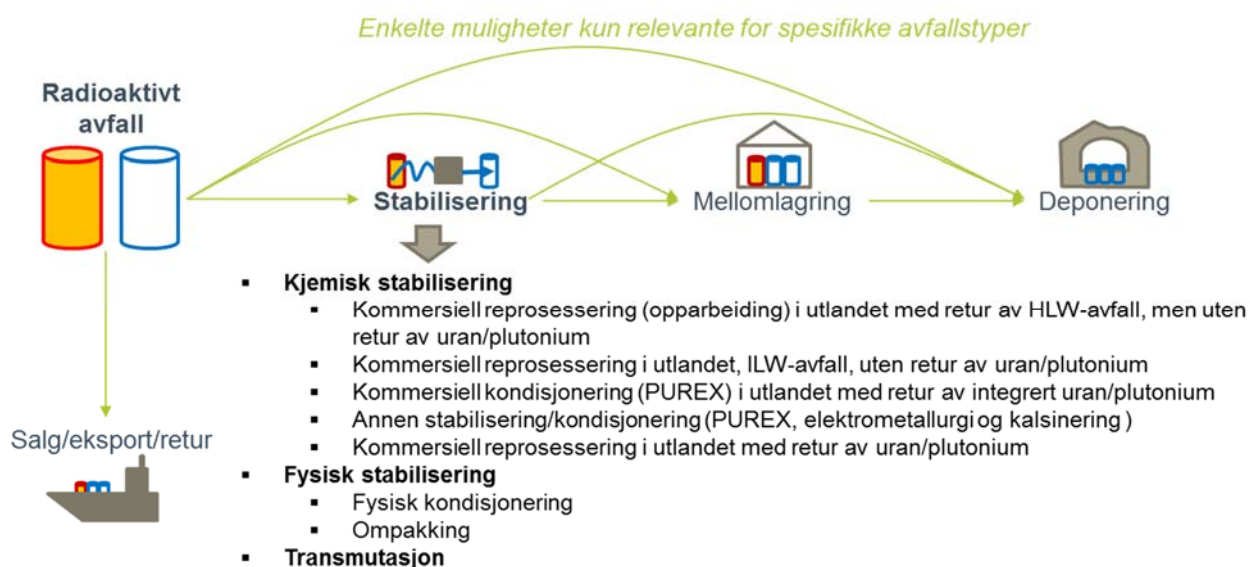 Enkelte muligheter kun relevante for spesifikke avfallstyper
Radioaktivt
avfall
Stabilisering
Mellomlagring
Deponering
Salg/eksport/retur
▪ Kjemisk stabilisering
▪ Kommersiell reprosessering (opparbeiding) i utlandet med retur av HLW-avfall, men uten
retur av uran/plutonium
▪ Kommersiell reprosessering i utlandet, ILW-avfall, uten retur av uran/plutonium
▪ Kommersiell kondisjonering (PUREX) i utlandet med retur av integrert uran/plutonium
▪ Annen stabilisering/kondisjonering (PUREX, elektrometallurgi og kalsinering )
▪ Kommersiell reprosessering i utlandet med retur av uran/plutonium
▪ Fysisk stabilisering
▪ Fysisk kondisjonering
▪ Ompakking
▪ Transmutasjon